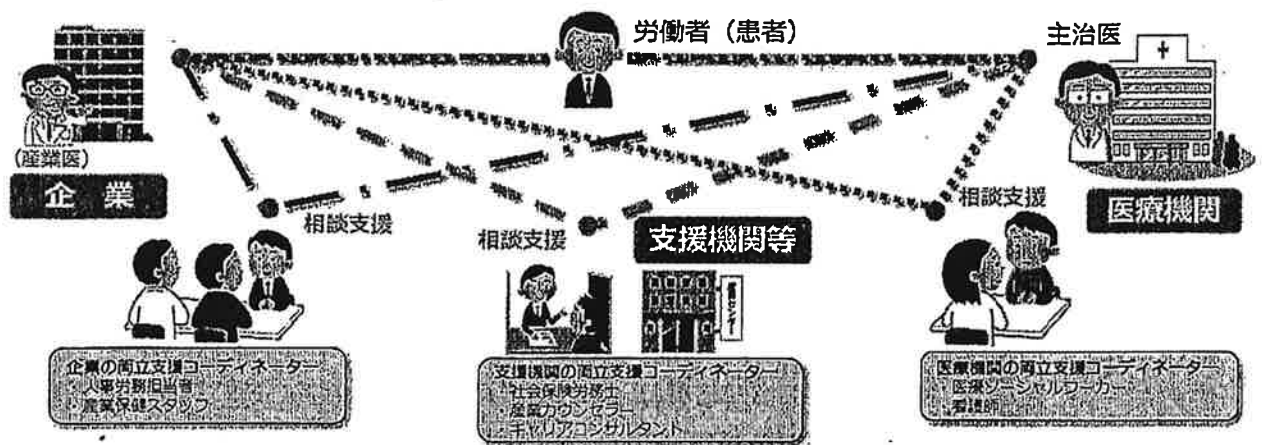 労働者（患者）
主治医
（産業医）
企業
医療機関
相談支援
相談支援
支援機関等
相談支援
企業の両立支援コーディネーター
・人事労務担当者
・産業保健スタッフ
支援機関の両立支援コーディネーター
・社会保険労務士
・産業カウンセラー
・キャリアコンサルタント
医療機関の両立支援コーディネーター
・医療ソーシャルワーカー
・看護師